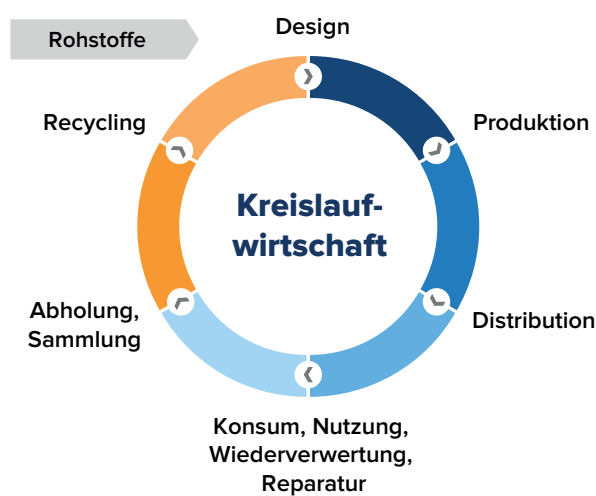 Design
Rohstoffe
Recycling
Produktion
Kreislauf-
wirtschaft
Abholung,
Sammlung
Distribution
Konsum, Nutzung,
Wiederverwertung,
Reparatur